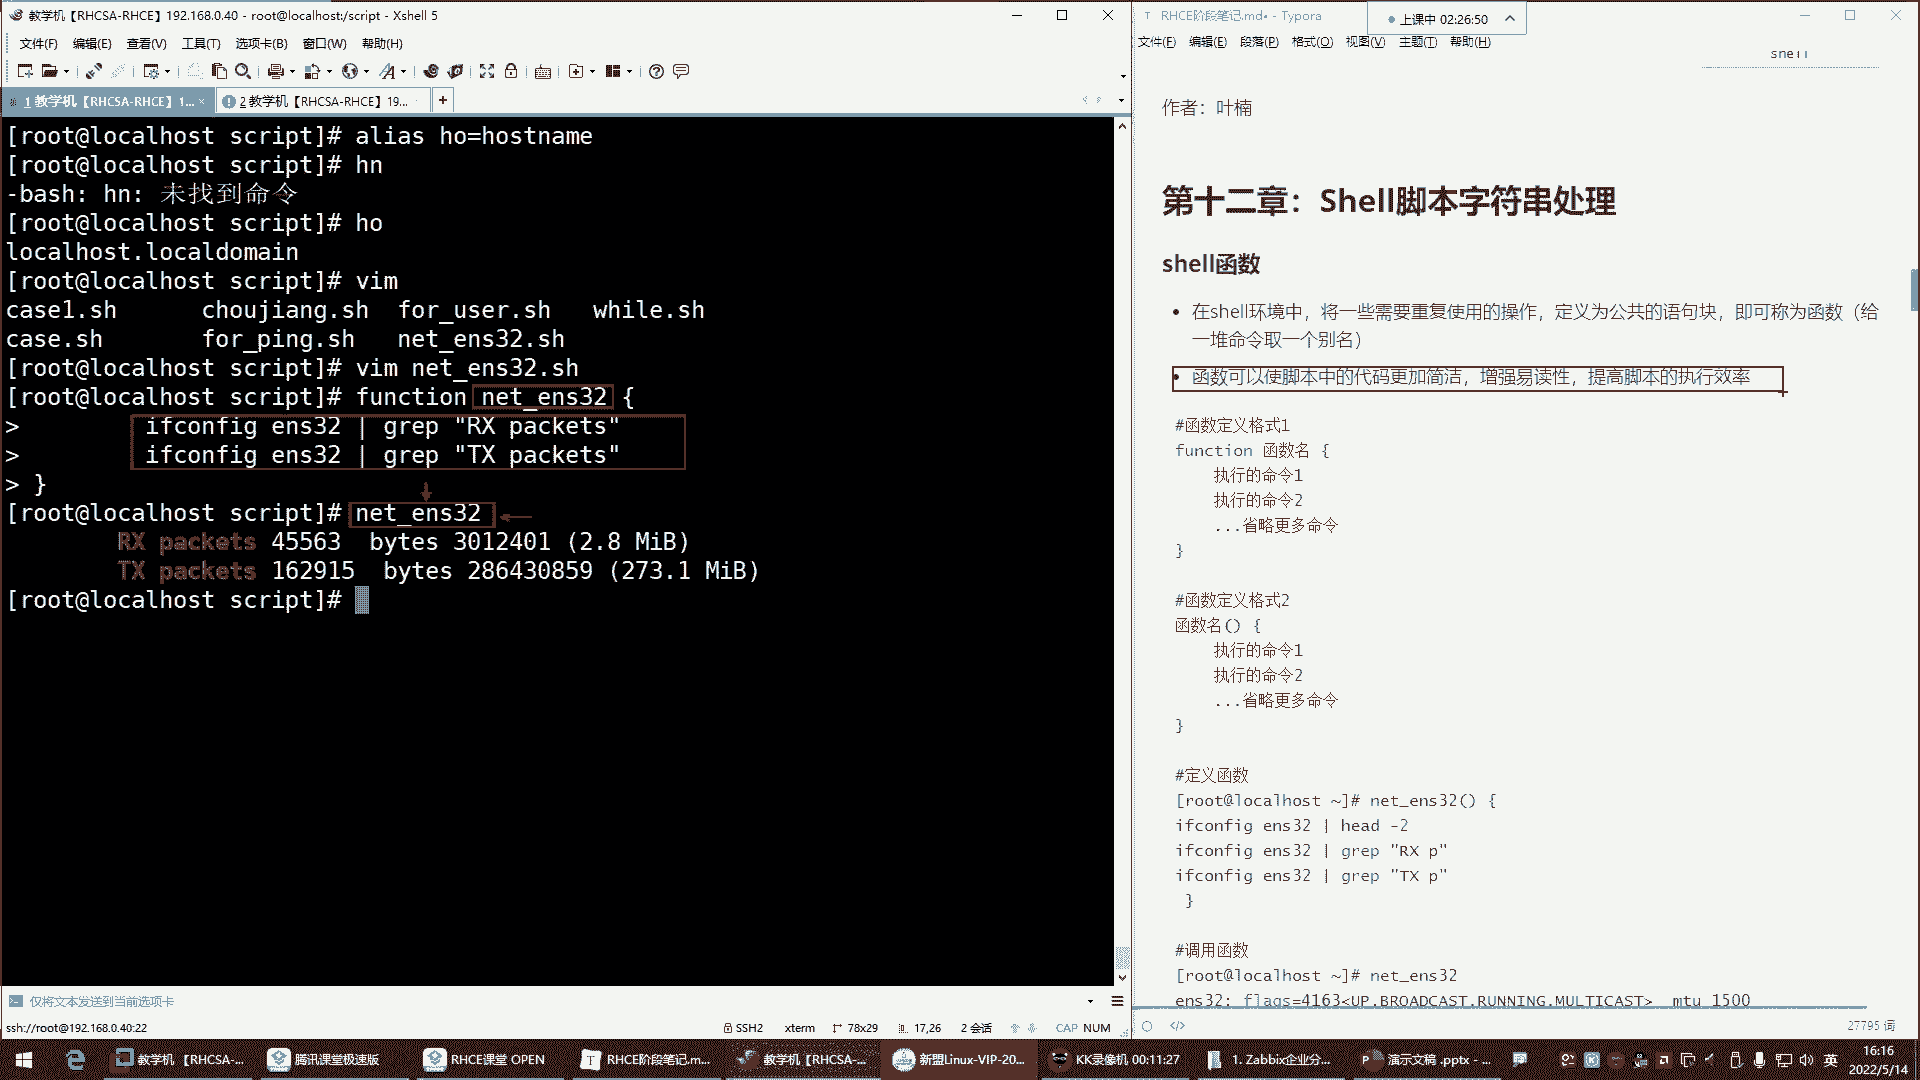 教学机【RHCSA-RHCE】192.168.0.40 - root@localhost:/script - Xshell 5
文件(F) 编辑(E) 查看(V) 工具(T) 选项卡(B) 窗口(W) 帮助(H)
1 教学机【RHCSA-RHCE】1... × 2 教学机【RHCSA-RHCE】19... +
[root@localhost script]# alias ho=hostname
[root@localhost script]# hn
-bash: hn: 未找到命令
[root@localhost script]# ho
localhost.localdomain
[root@localhost script]# vim
case1.sh choujiang.sh for_user.sh while.sh
case.sh for_ping.sh net_ens32.sh
[root@localhost script]# vim net_ens32.sh
[root@localhost script]# function net_ens32 {
> ifconfig ens32 | grep "RX packets"
> ifconfig ens32 | grep "TX packets"
> }
[root@localhost script]# net_ens32
RX packets 45563 bytes 3012401 (2.8 MiB)
TX packets 162915 bytes 286430859 (273.1 MiB)
[root@localhost script]#
仅将文本发送到当前选项卡
ssh://root@192.168.0.40:22 SSH2 xterm 78x29 17,26 2 会话 CAP NUM
RHCE阶段笔记.md• - Typora
上课中 02:26:50
文件(F) 编辑(E) 段落(P) 格式(O) 视图(V) 主题(T) 帮助(H)
shell
作者：叶楠
第十二章：Shell脚本字符串处理
shell函数
• 在shell环境中，将一些需要重复使用的操作，定义为公共的语句块，即可称为函数（给
一堆命令取一个别名）
• 函数可以使脚本中的代码更加简洁，增强易读性，提高脚本的执行效率
#函数定义格式1
function 函数名 {
执行的命令1
执行的命令2
...省略更多命令
}
#函数定义格式2
函数名() {
执行的命令1
执行的命令2
...省略更多命令
}
#定义函数
[root@localhost ~]# net_ens32() {
ifconfig ens32 | head -2
ifconfig ens32 | grep "RX p"
ifconfig ens32 | grep "TX p"
}
#调用函数
[root@localhost ~]# net_ens32
ens32: flags=4163<UP,BROADCAST,RUNNING,MULTICAST> mtu 1500
27795 词
教学机【RHCSA-... 腾讯课堂极速版 RHCE课堂 OPEN RHCE阶段笔记.m... 教学机【RHCSA-... 新盟Linux-VIP-20... KK录像机 00:11:27 1. Zabbix企业分... 演示文稿 .pptx - ... 英
16:16
2022/5/14